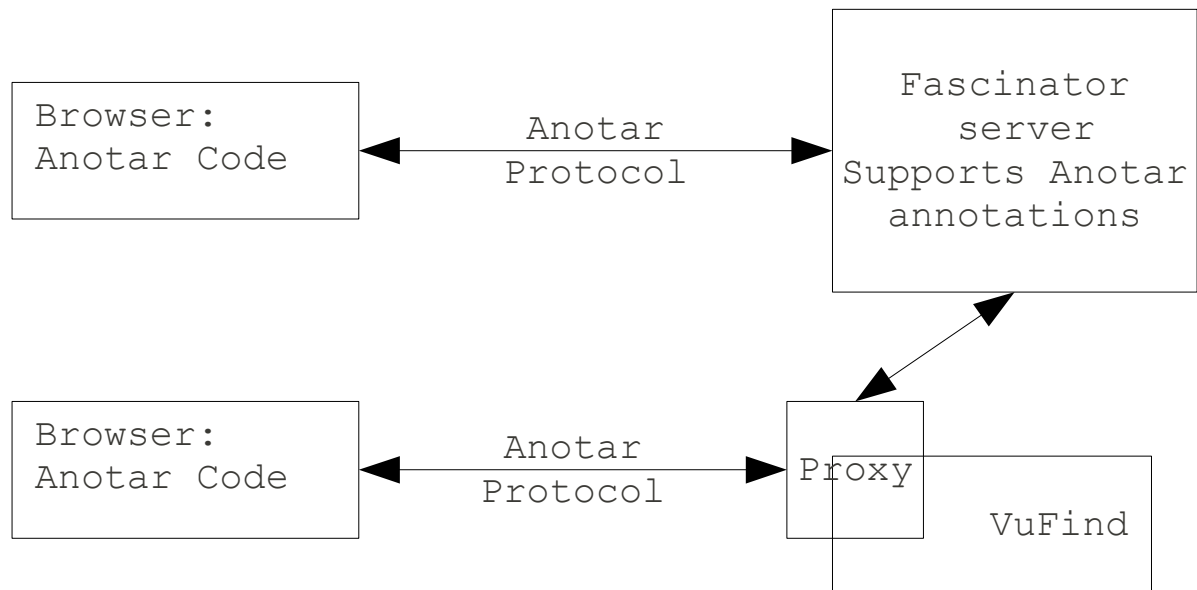 Browser:
Anotar Code
Anotar
Protocol
Fascinator
server
Supports Anotar
annotations
Browser:
Anotar Code
Anotar
Protocol
Proxy
VuFind